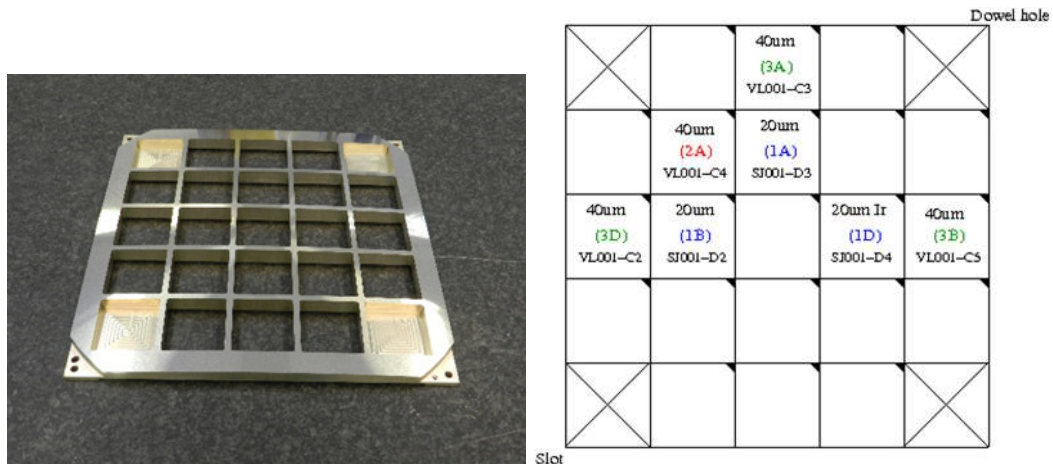 Dowel hole
40um
(3A)
VL001-C3
40um
(2A)
VL001-C4
20um
(1A)
SJ001-D3
40um
(3D)
VL001-C2
20um
(1B)
SJ001-D2
20um Ir
(1D)
SJ001-D4
40um
(3B)
VL001-C5
Slot